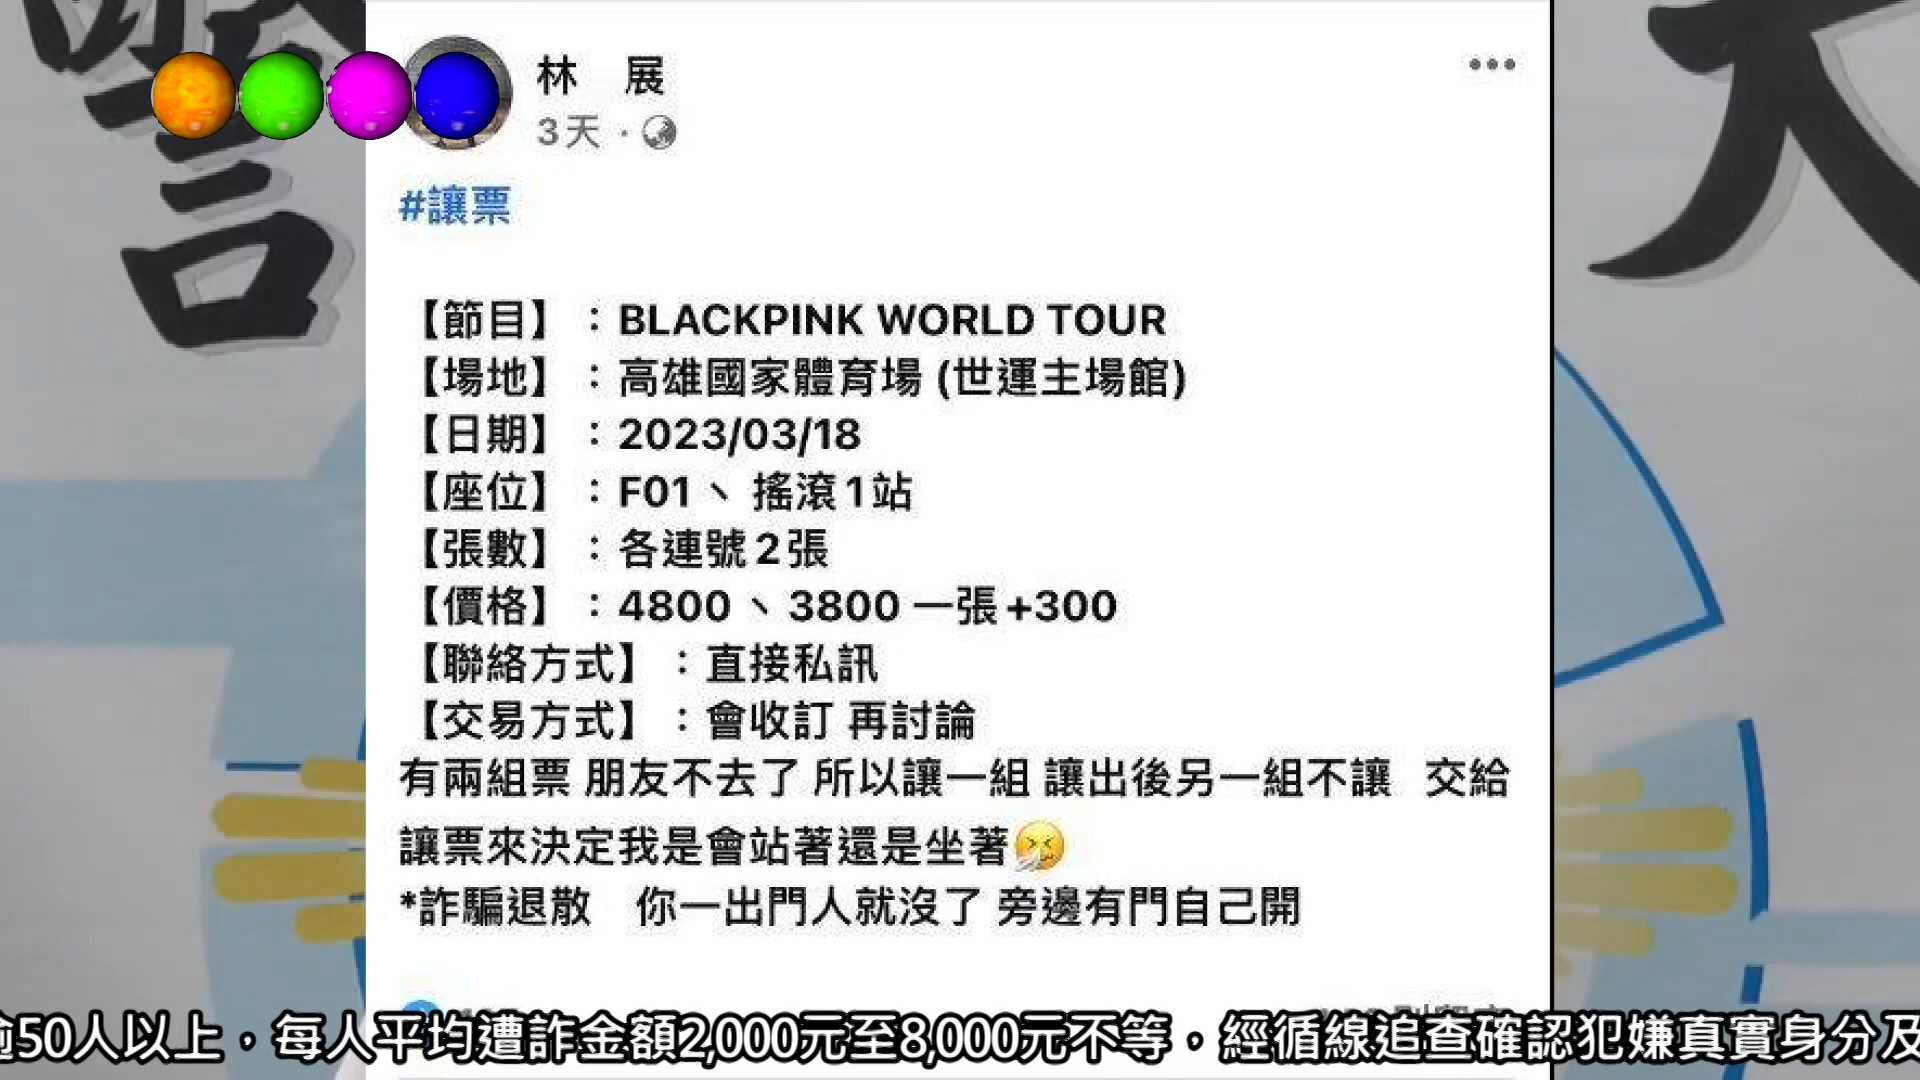 警
大
林　展
3天 ·
#讓票
【節目】：BLACKPINK WORLD TOUR
【場地】：高雄國家體育場 (世運主場館)
【日期】：2023/03/18
【座位】：F01、搖滾1站
【張數】：各連號2張
【價格】：4800、3800 一張+300
【聯絡方式】：直接私訊
【交易方式】：會收訂 再討論
有兩組票 朋友不去了 所以讓一組 讓出後另一組不讓　交給
讓票來決定我是會站著還是坐著🤧
*詐騙退散　你一出門人就沒了 旁邊有門自己開
逾50人以上，每人平均遭詐金額2,000元至8,000元不等，經循線追查確認犯嫌真實身分及